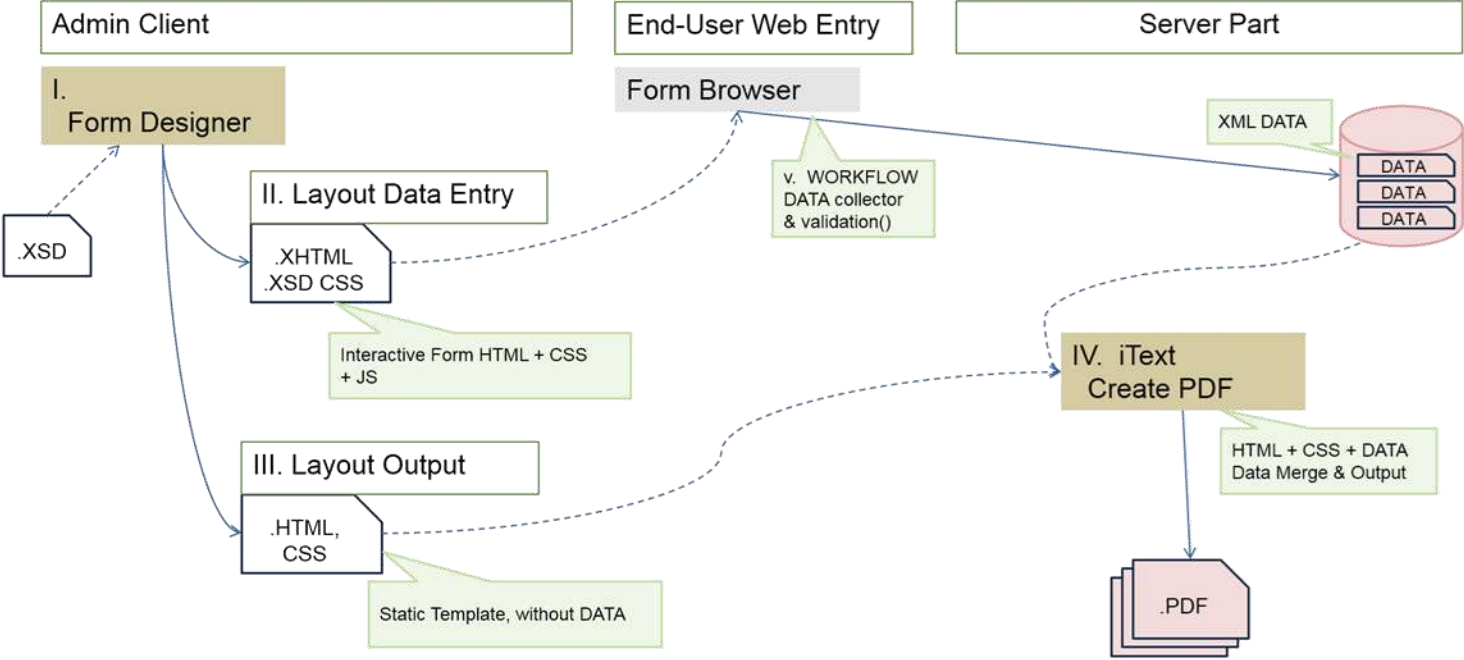 Admin Client
End-User Web Entry
Server Part
I.
Form Designer
Form Browser
XML DATA
DATA
DATA
DATA
v. WORKFLOW
DATA collector
& validation()
II. Layout Data Entry
.XSD
.XHTML
.XSD CSS
Interactive Form HTML + CSS
+ JS
IV. iText
Create PDF
HTML + CSS + DATA
Data Merge & Output
III. Layout Output
.HTML,
CSS
Static Template, without DATA
.PDF